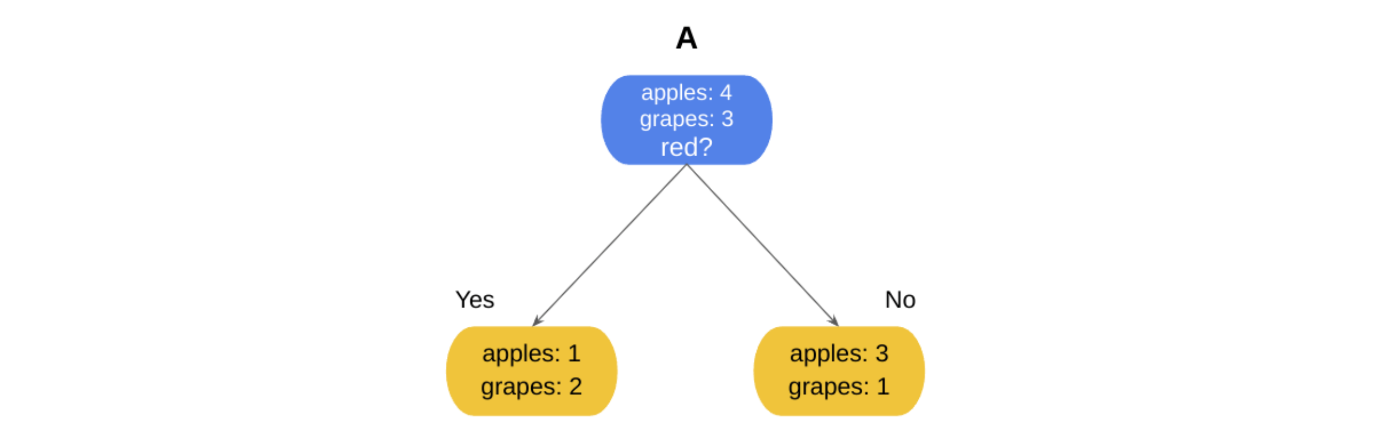 A
apples: 4
grapes: 3
red?
Yes
No
apples: 1
grapes: 2
apples: 3
grapes: 1